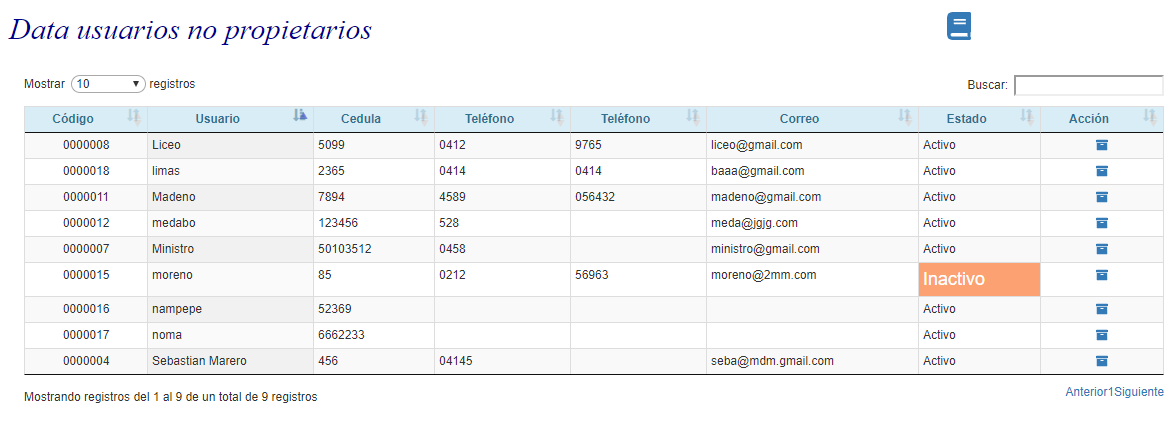 Data usuarios no propietarios
Mostrar 10 registros Buscar:
Código Usuario Cedula Teléfono Teléfono Correo Estado Acción
0000008 Liceo 5099 0412 9765 liceo@gmail.com Activo
0000018 limas 2365 0414 0414 baaa@gmail.com Activo
0000011 Madeno 7894 4589 056432 madeno@gmail.com Activo
0000012 medabo 123456 528 meda@jgjg.com Activo
0000007 Ministro 50103512 0458 ministro@gmail.com Activo
0000015 moreno 85 0212 56963 moreno@2mm.com Inactivo
0000016 nampepe 52369 Activo
0000017 noma 6662233 Activo
0000004 Sebastian Marero 456 04145 seba@mdm.gmail.com Activo
Mostrando registros del 1 al 9 de un total de 9 registros Anterior1Siguiente